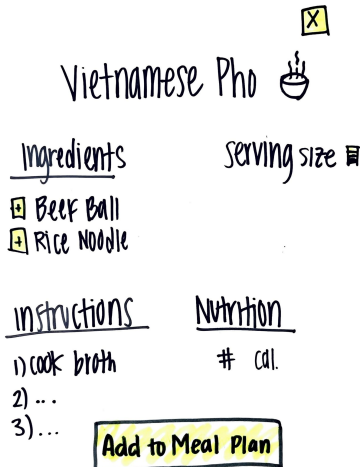 X
Vietnamese Pho
Ingredients
serving size
+ Beef Ball
+ Rice Noodle
Instructions
Nutrition
1) cook broth
# cal.
2) ...
3) ...
Add to Meal Plan